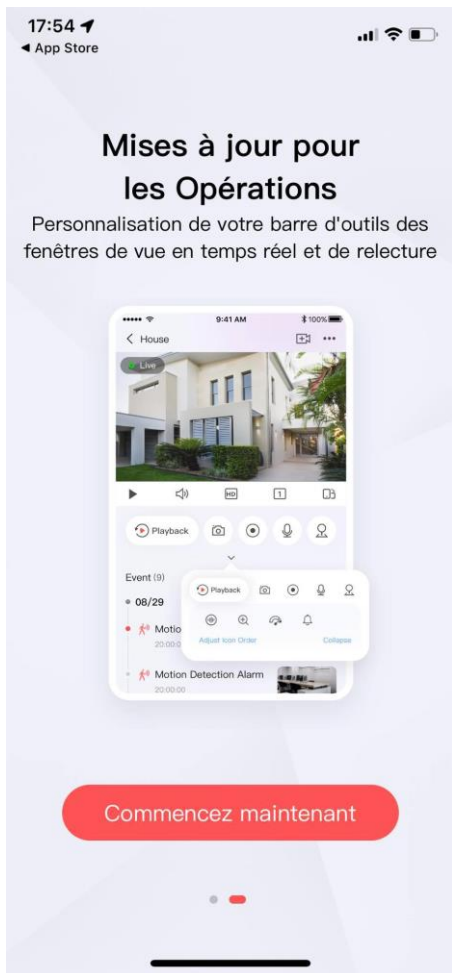 17:54
◀ App Store
Mises à jour pour
les Opérations
Personnalisation de votre barre d'outils des
fenêtres de vue en temps réel et de relecture
9:41 AM
100%
House
Live
HD
1
Playback
Event (9)
Playback
08/29
Motio
20:00:0
Adjust Icon Order
Collapse
Motion Detection Alarm
20:00:00
Commencez maintenant